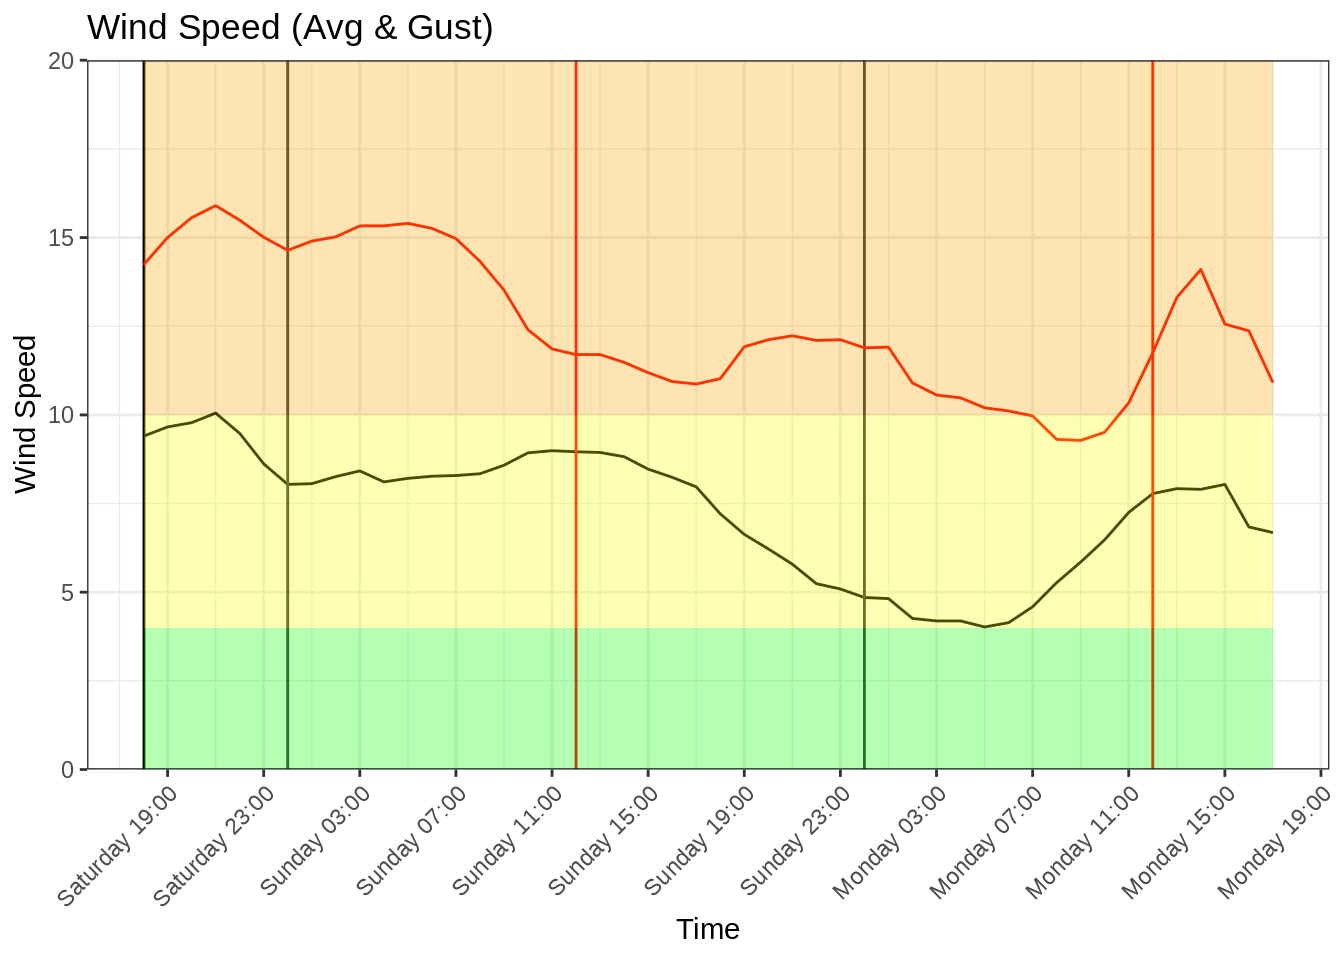 Wind Speed (Avg & Gust)
20
15
10
5
0
Wind Speed
Saturday 19:00
Saturday 23:00
Sunday 03:00
Sunday 07:00
Sunday 11:00
Sunday 15:00
Sunday 19:00
Sunday 23:00
Monday 03:00
Monday 07:00
Monday 11:00
Monday 15:00
Monday 19:00
Time